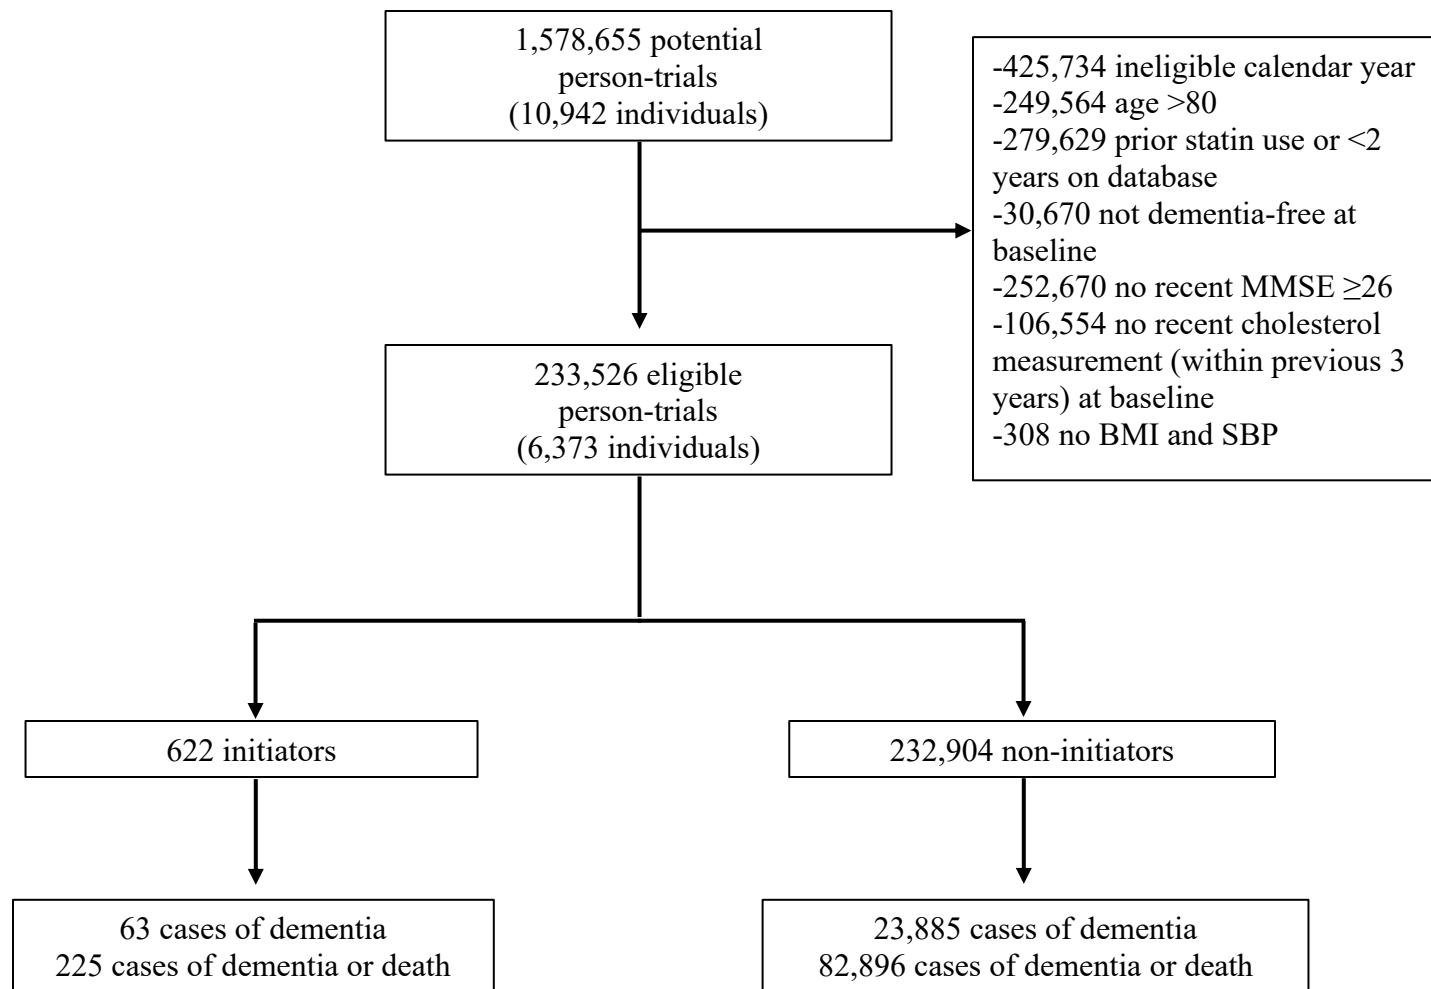 1,578,655 potential
person-trials
(10,942 individuals)
-425,734 ineligible calendar year
-249,564 age >80
-279,629 prior statin use or <2
years on database
-30,670 not dementia-free at
baseline
-252,670 no recent MMSE ≥26
-106,554 no recent cholesterol
measurement (within previous 3
years) at baseline
-308 no BMI and SBP
233,526 eligible
person-trials
(6,373 individuals)
622 initiators
232,904 non-initiators
63 cases of dementia
225 cases of dementia or death
23,885 cases of dementia
82,896 cases of dementia or death